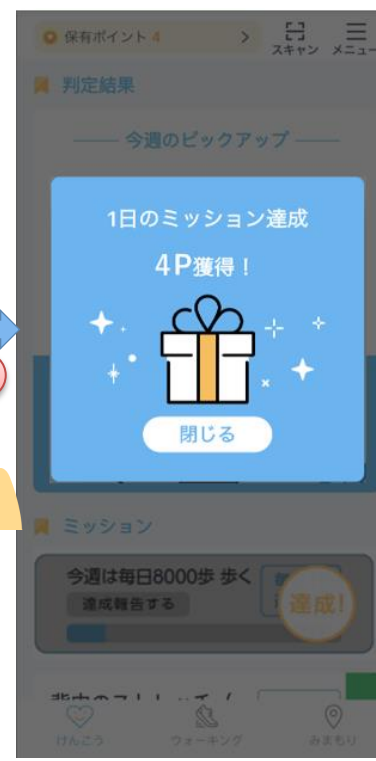 保有ポイント 4
スキャン
メニュー
判定結果
今週のピックアップ
1日のミッション達成
4P獲得！
閉じる
ミッション
今週は毎日8000歩 歩く
達成報告する
達成!
けんこう
ウォーキング
みまもり